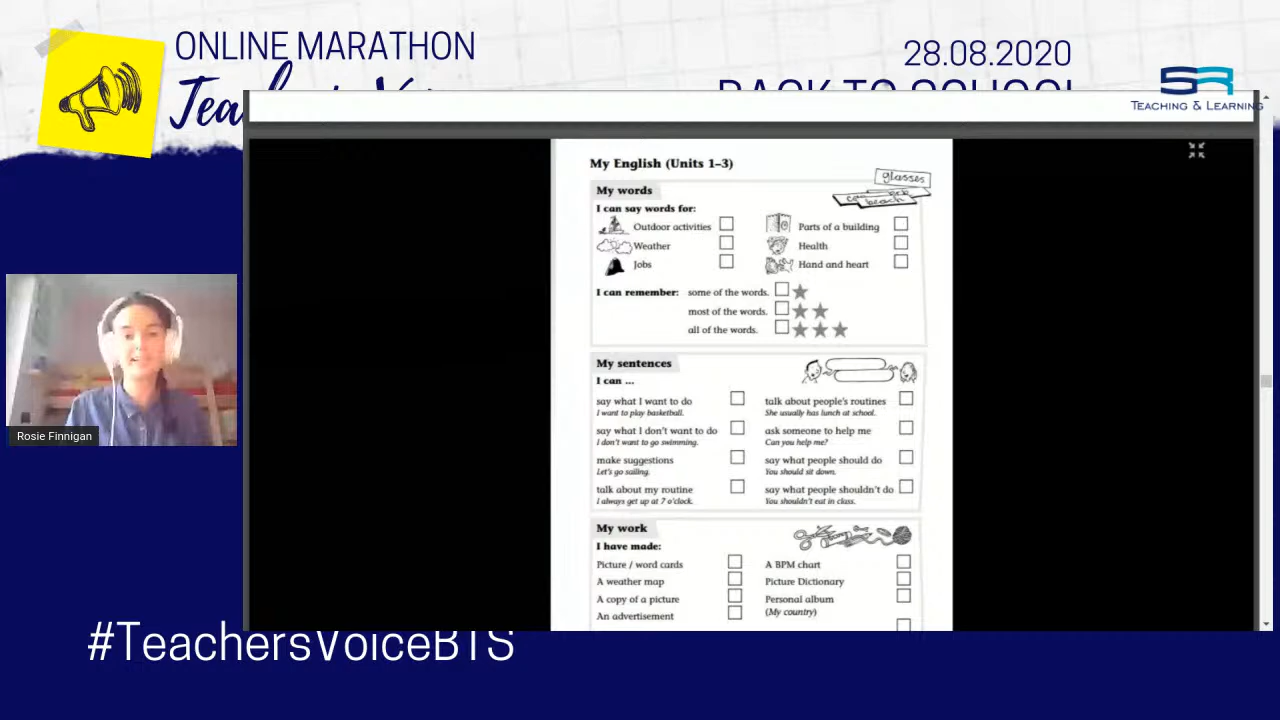 ONLINE MARATHON
28.08.2020
BACK TO SCHOOL
SR
TEACHING & LEARNING
My English (Units 1–3)
glasses
beach
My words
I can say words for:
Outdoor activities
Parts of a building
Weather
Health
Jobs
Hand and heart
I can remember: some of the words.
most of the words.
all of the words.
My sentences
I can ...
say what I want to do
I want to play basketball.
talk about people's routines
She usually has lunch at school.
say what I don't want to do
I don't want to go swimming.
ask someone to help me
Can you help me?
make suggestions
Let's go sailing.
say what people should do
You should sit down.
talk about my routine
I always get up at 7 o'clock.
say what people shouldn't do
You shouldn't eat in class.
My work
I have made:
Picture / word cards
A BPM chart
A weather map
Picture Dictionary
A copy of a picture
Personal album
(My country)
An advertisement
Rosie Finnigan
#TeachersVoiceBTS